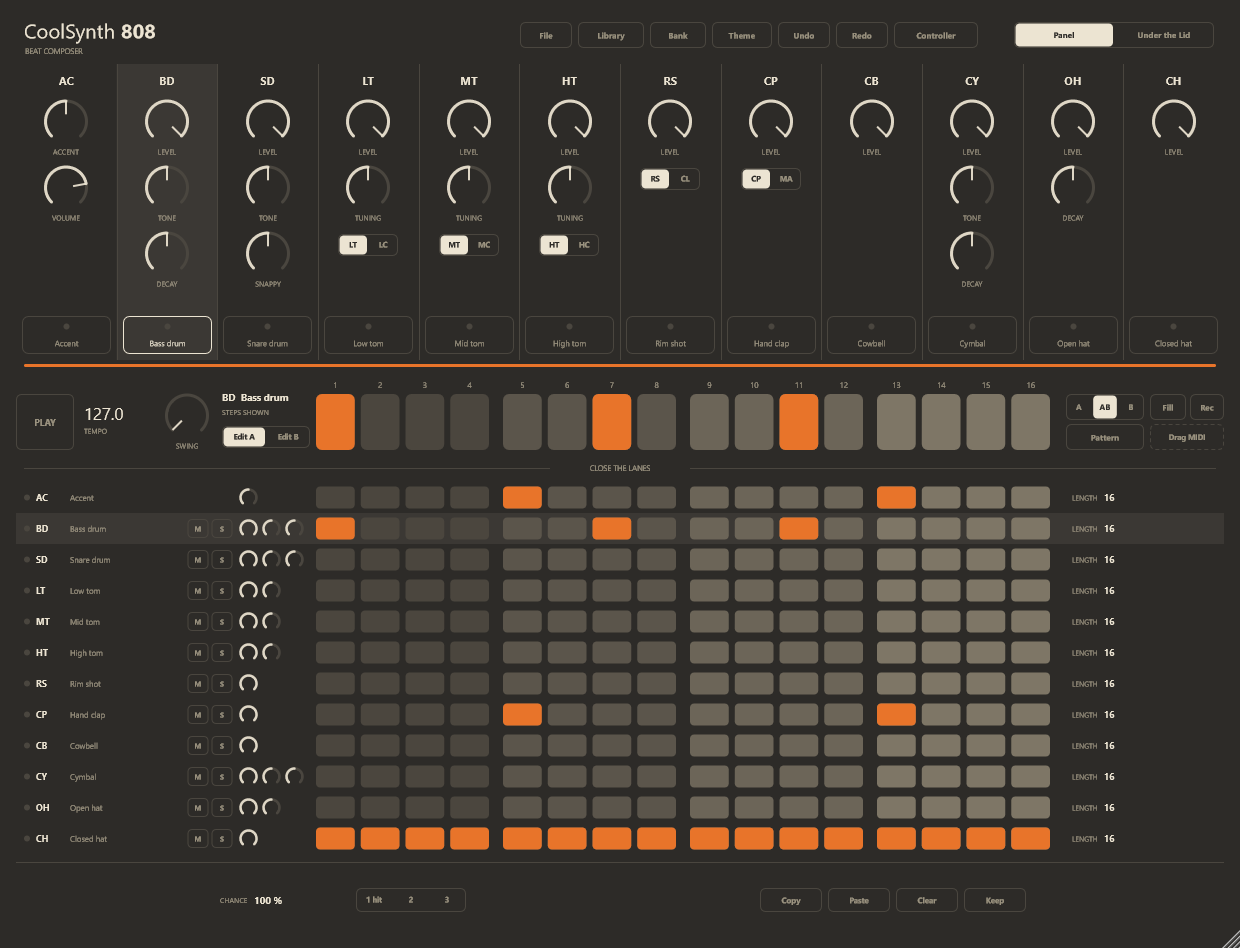 CoolSynth 808
BEAT COMPOSER
File Library Bank Theme Undo Redo Controller Panel Under the Lid
AC BD SD LT MT HT RS CP CB CY OH CH
ACCENT LEVEL LEVEL LEVEL LEVEL LEVEL LEVEL LEVEL LEVEL LEVEL LEVEL LEVEL
RS CL CP MA
VOLUME TONE TONE TUNING TUNING TUNING TONE DECAY
LT LC MT MC HT HC
DECAY SNAPPY DECAY
Accent Bass drum Snare drum Low tom Mid tom High tom Rim shot Hand clap Cowbell Cymbal Open hat Closed hat
1 2 3 4 5 6 7 8 9 10 11 12 13 14 15 16
PLAY
127.0
TEMPO
SWING
BD Bass drum
STEPS SHOWN
Edit A Edit B
A AB B Fill Rec
Pattern Drag MIDI
CLOSE THE LANES
AC Accent LENGTH 16
BD Bass drum M S LENGTH 16
SD Snare drum M S LENGTH 16
LT Low tom M S LENGTH 16
MT Mid tom M S LENGTH 16
HT High tom M S LENGTH 16
RS Rim shot M S LENGTH 16
CP Hand clap M S LENGTH 16
CB Cowbell M S LENGTH 16
CY Cymbal M S LENGTH 16
OH Open hat M S LENGTH 16
CH Closed hat M S LENGTH 16
CHANCE 100 % 1 hit 2 3 Copy Paste Clear Keep